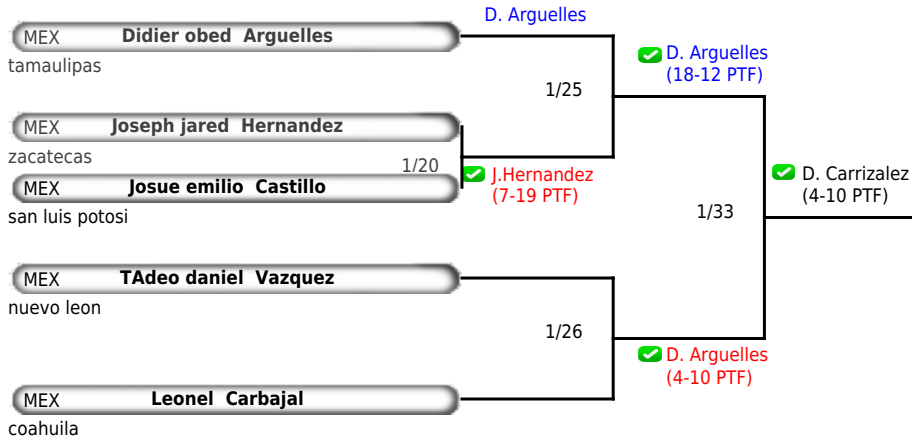 D. Arguelles
MEX Didier obed Arguelles
tamaulipas
D. Arguelles
(18-12 PTF)
1/25
MEX Joseph jared Hernandez
zacatecas
1/20
J.Hernandez
(7-19 PTF)
MEX Josue emilio Castillo
san luis potosi
D. Carrizalez
(4-10 PTF)
1/33
MEX TAdeo daniel Vazquez
nuevo leon
1/26
D. Arguelles
(4-10 PTF)
MEX Leonel Carbajal
coahuila